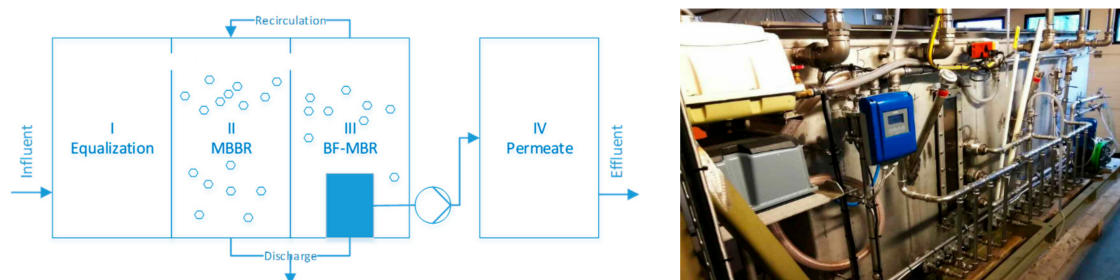 Recirculation
Influent
I
Equalization
II
MBBR
III
BF-MBR
IV
Permeate
Effluent
Discharge